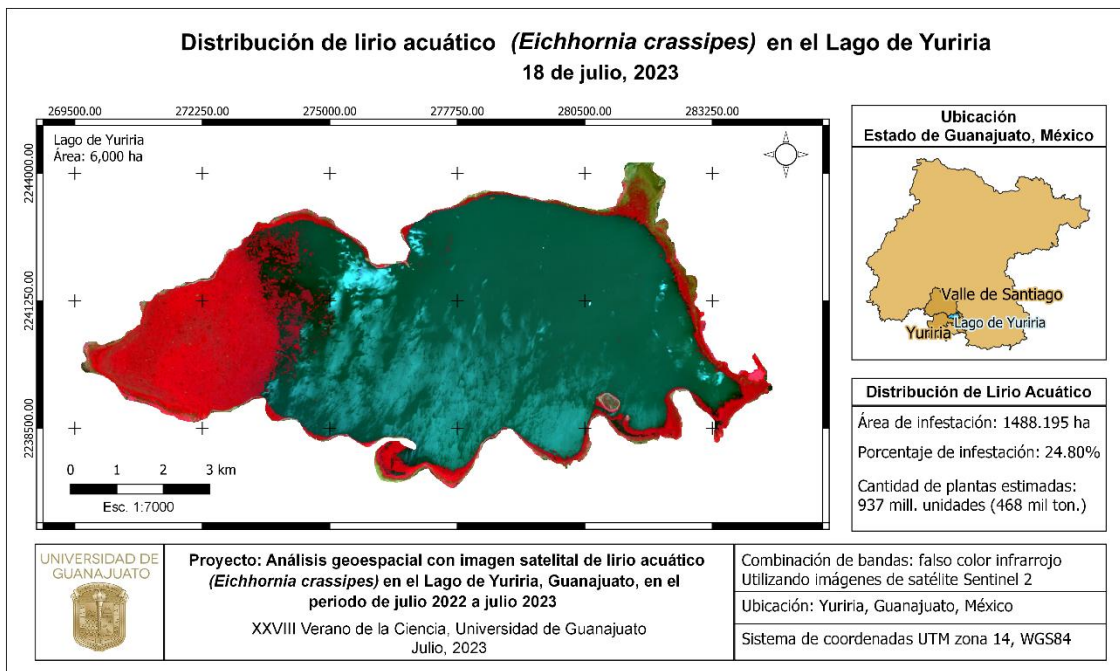 Distribución de lirio acuático (Eichhornia crassipes) en el Lago de Yuriria
18 de julio, 2023
269500.00 272250.00 275000.00 277750.00 280500.00 283250.00
Lago de Yuriria
Área: 6,000 ha
2244000.00
2241250.00
2238500.00
0 1 2 3 km
Esc. 1:7000
Ubicación
Estado de Guanajuato, México
Valle de Santiago
Lago de Yuriria
Yuriria
Distribución de Lirio Acuático
Área de infestación: 1488.195 ha
Porcentaje de infestación: 24.80%
Cantidad de plantas estimadas:
937 mill. unidades (468 mil ton.)
UNIVERSIDAD DE
GUANAJUATO
Proyecto: Análisis geoespacial con imagen satelital de lirio acuático
(Eichhornia crassipes) en el Lago de Yuriria, Guanajuato, en el
periodo de julio 2022 a julio 2023
XXVIII Verano de la Ciencia, Universidad de Guanajuato
Julio, 2023
Combinación de bandas: falso color infrarrojo
Utilizando imágenes de satélite Sentinel 2
Ubicación: Yuriria, Guanajuato, México
Sistema de coordenadas UTM zona 14, WGS84